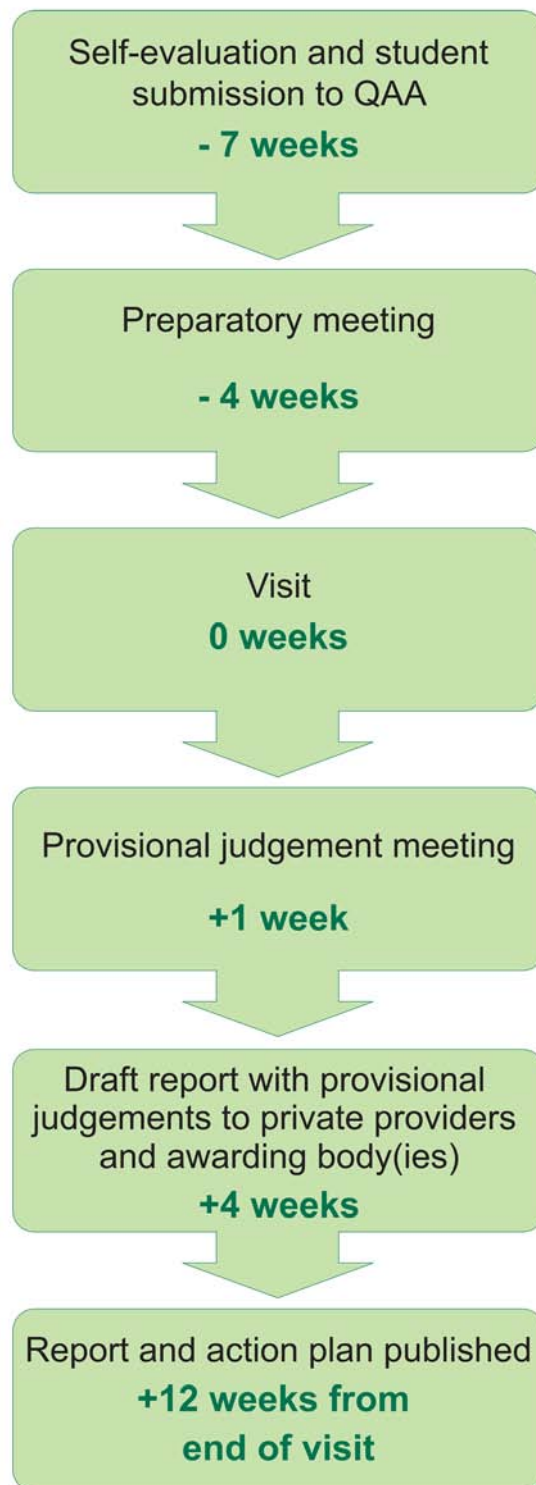 Self-evaluation and student
submission to QAA
- 7 weeks
Preparatory meeting
- 4 weeks
Visit
0 weeks
Provisional judgement meeting
+1 week
Draft report with provisional
judgements to private providers
and awarding body(ies)
+4 weeks
Report and action plan published
+12 weeks from
end of visit